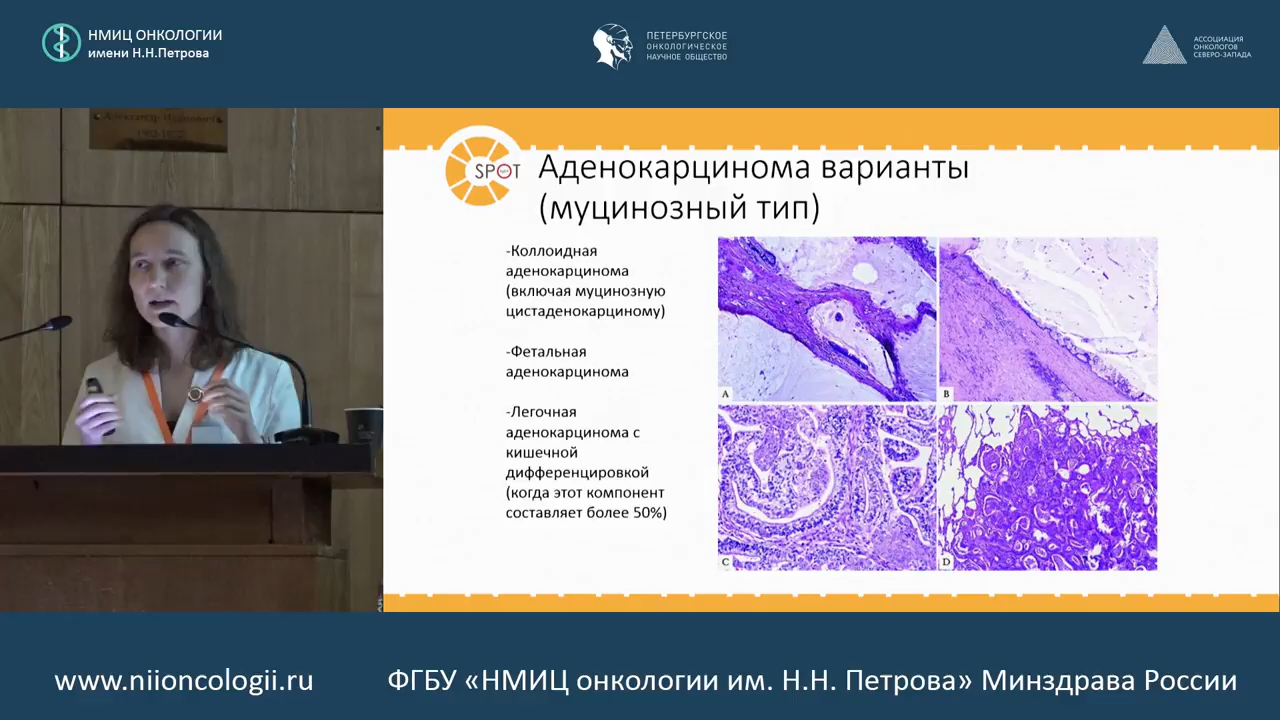 НМИЦ ОНКОЛОГИИ
имени Н.Н.Петрова
ПЕТЕРБУРГСКОЕ
ОНКОЛОГИЧЕСКОЕ
НАУЧНОЕ ОБЩЕСТВО
АССОЦИАЦИЯ
ОНКОЛОГОВ
СЕВЕРО-ЗАПАДА
SPOT
Аденокарцинома варианты
(муцинозный тип)
-Коллоидная
аденокарцинома
(включая муцинозную
цистаденокарциному)
-Фетальная
аденокарцинома
-Легочная
аденокарцинома с
кишечной
дифференцировкой
(когда этот компонент
составляет более 50%)
A
B
C
D
www.niioncologii.ru
ФГБУ «НМИЦ онкологии им. Н.Н. Петрова» Минздрава России